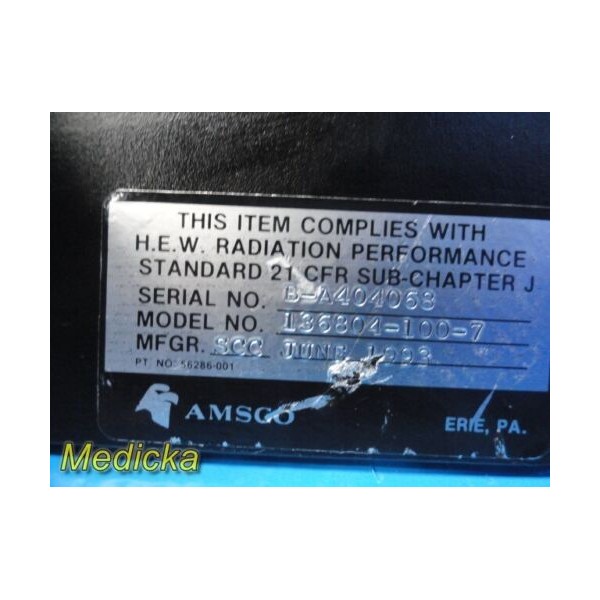 THIS ITEM COMPLIES WITH
H.E.W. RADIATION PERFORMANCE
STANDARD 21 CFR SUB-CHAPTER J
SERIAL NO. B-A404068
MODEL NO. 136804-100-7
MFGR. SCC JUNE 1993
PT. NO. 56286-001
AMSCO
ERIE, PA.
Medicka